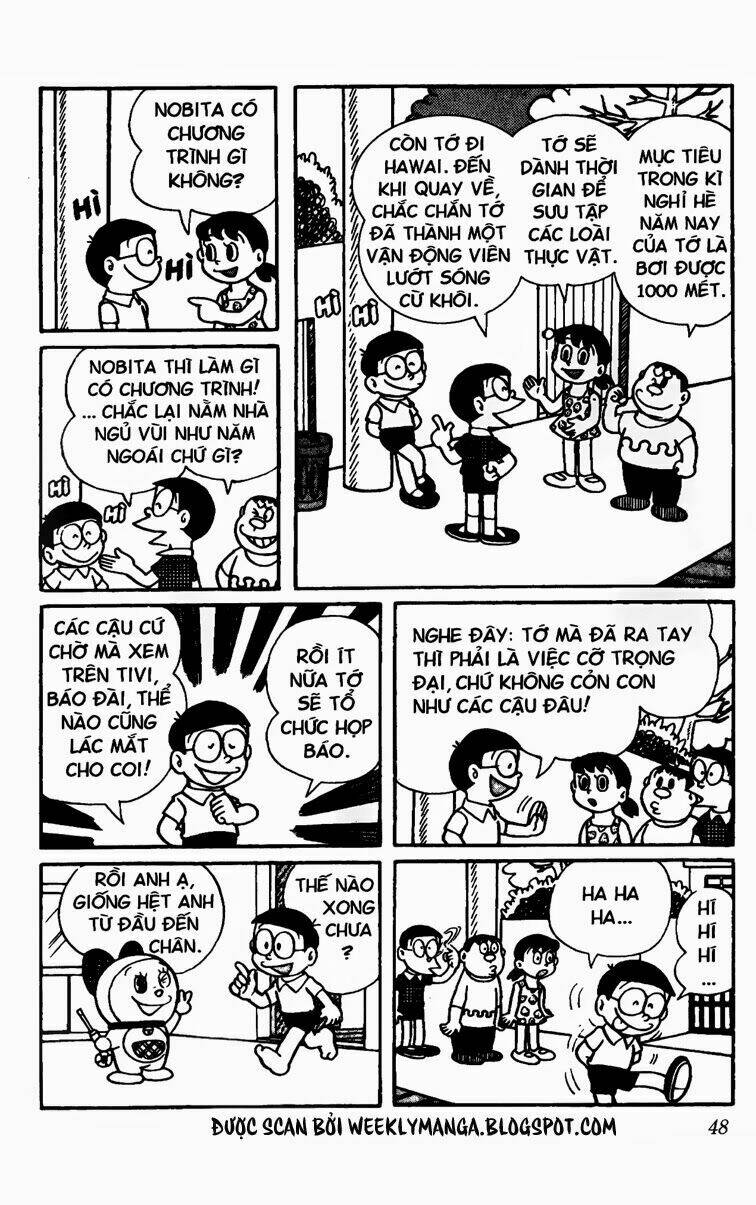 NOBITA CÓ
CHƯƠNG
TRÌNH GÌ
KHÔNG?
HÌ
HÌ
CÒN TỚ ĐI
HAWAI. ĐẾN
KHI QUAY VỀ,
CHẮC CHẮN TỚ
ĐÃ THÀNH MỘT
VẬN ĐỘNG VIÊN
LƯỚT SÓNG
CỪ KHÔI.
TỚ SẼ
DÀNH THỜI
GIAN ĐỂ
SƯU TẬP
CÁC LOÀI
THỰC VẬT.
MỤC TIÊU
TRONG KÌ
NGHỈ HÈ
NĂM NAY
CỦA TỚ LÀ
BƠI ĐƯỢC
1000 MÉT.
HÌ
HÌ
NOBITA THÌ LÀM GÌ
CÓ CHƯƠNG TRÌNH!
... CHẮC LẠI NẰM NHÀ
NGỦ VÙI NHƯ NĂM
NGOÁI CHỨ GÌ?
HÌ
HÌ
CÁC CẬU CỨ
CHỜ MÀ XEM
TRÊN TIVI,
BÁO ĐÀI, THỂ
NÀO CŨNG
LÁC MẮT
CHO COI!
RỒI ÍT
NỮA TỚ
SẼ TỔ
CHỨC HỌP
BÁO.
NGHE ĐÂY: TỚ MÀ ĐÃ RA TAY
THÌ PHẢI LÀ VIỆC CỠ TRỌNG
ĐẠI, CHỨ KHÔNG CỎN CON
NHƯ CÁC CẬU ĐÂU!
RỒI ANH Ạ,
GIỐNG HỆT ANH
TỪ ĐẦU ĐẾN
CHÂN.
THẾ NÀO
XONG
CHƯA
?
HA HA
HA...
HÍ
HÍ
HÍ
...
ĐƯỢC SCAN BỞI WEEKLYMANGA.BLOGSPOT.COM
48